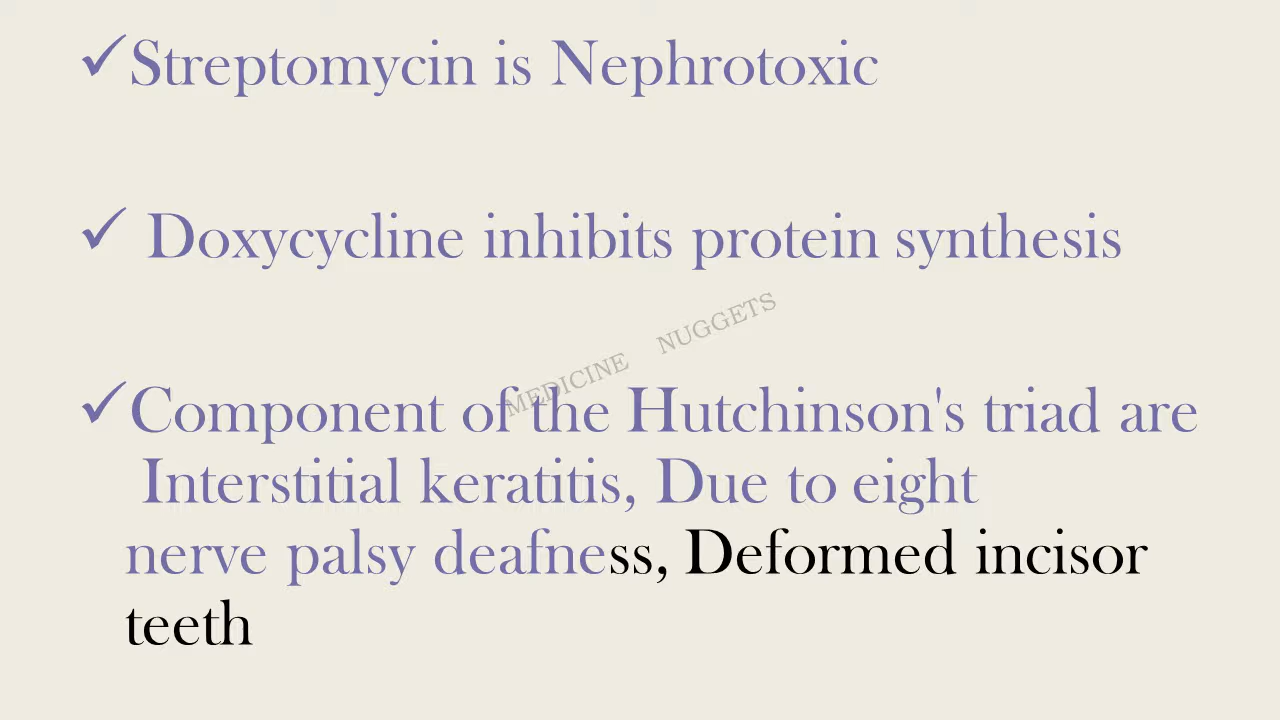 ✓Streptomycin is Nephrotoxic
✓ Doxycycline inhibits protein synthesis
MEDICINE NUGGETS
✓Component of the Hutchinson's triad are
Interstitial keratitis, Due to eight
nerve palsy deafness, Deformed incisor
teeth